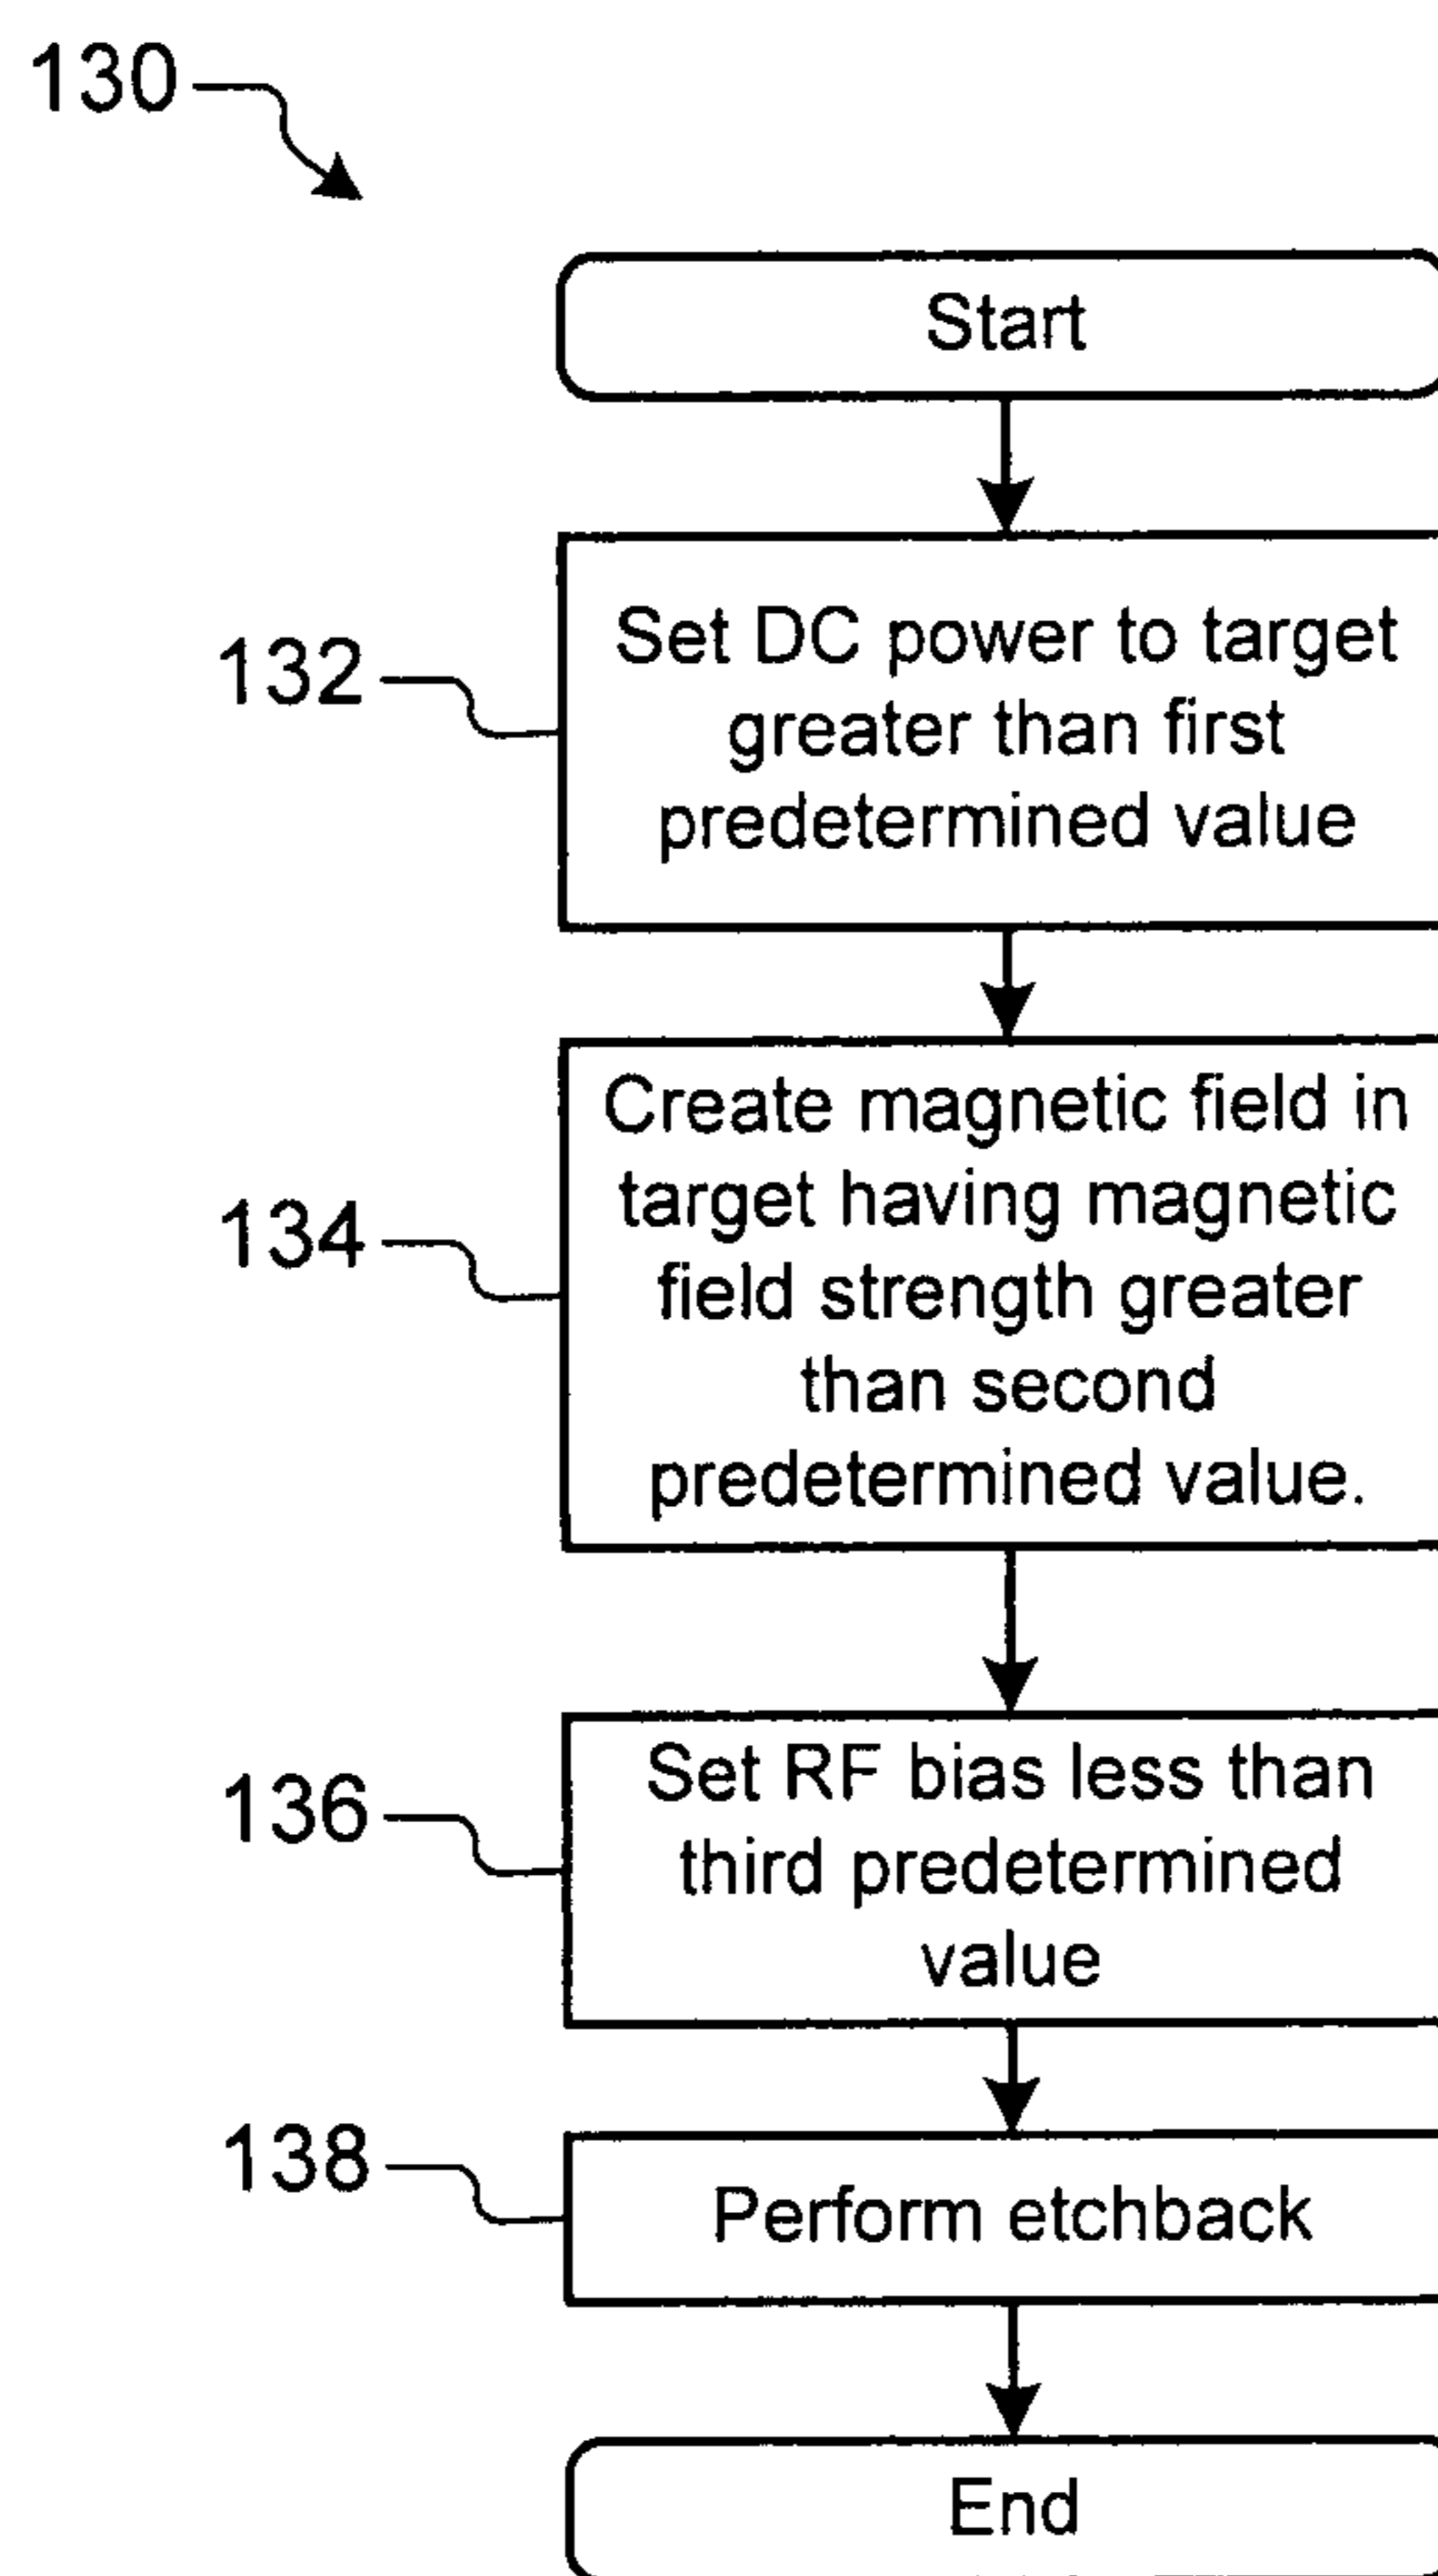 130
Start
132
Set DC power to target
greater than first
predetermined value
134
Create magnetic field in
target having magnetic
field strength greater
than second
predetermined value.
136
Set RF bias less than
third predetermined
value
138
Perform etchback
End